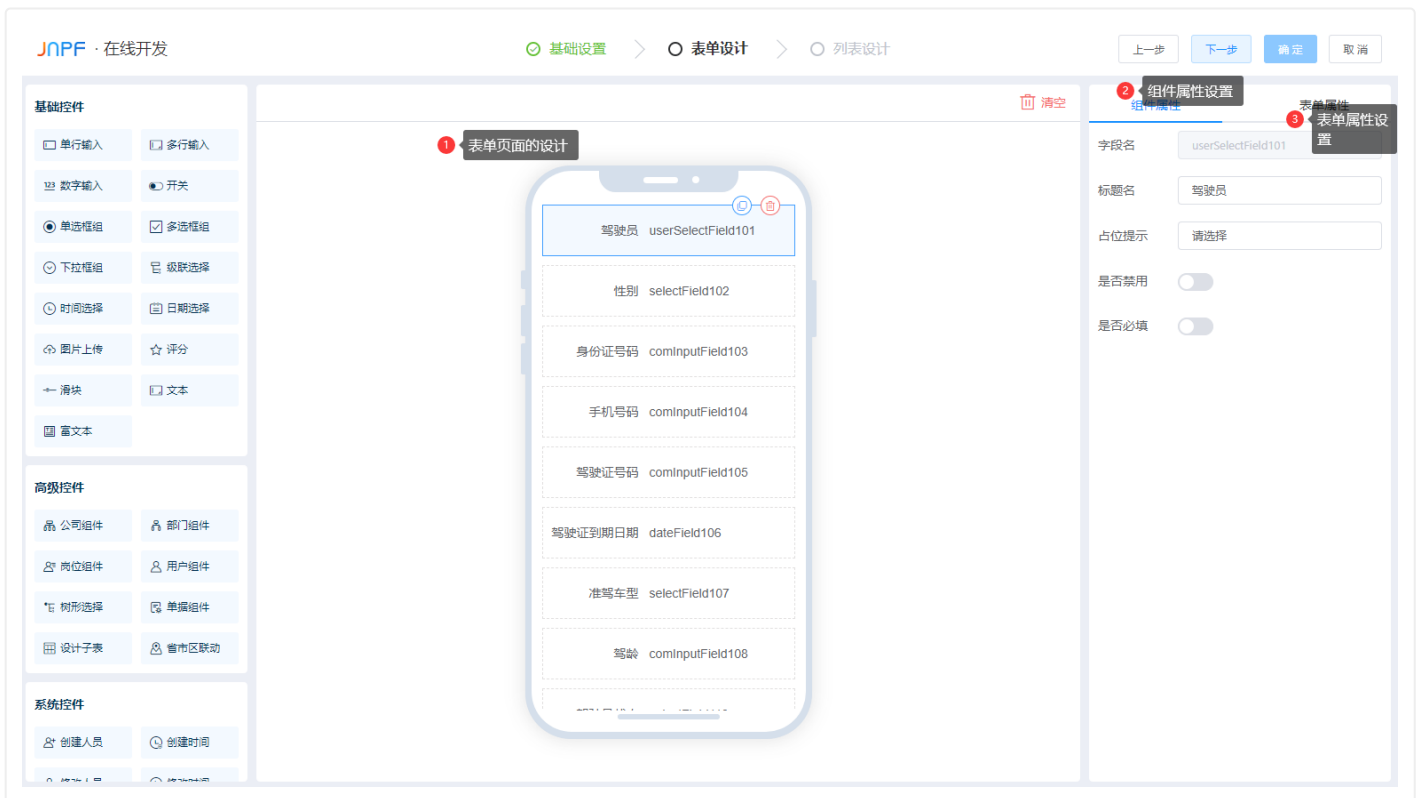 JNPF · 在线开发
基础设置
表单设计
列表设计
上一步
下一步
确定
取消
基础控件
单行输入
多行输入
123 数字输入
开关
单选框组
多选框组
下拉框组
级联选择
时间选择
日期选择
图片上传
评分
滑块
文本
富文本
高级控件
公司组件
部门组件
岗位组件
用户组件
树形选择
单据组件
设计子表
省市区联动
系统控件
创建人员
创建时间
清空
1 表单页面的设计
驾驶员 userSelectField101
性别 selectField102
身份证号码 comInputField103
手机号码 comInputField104
驾驶证号码 comInputField105
驾驶证到期日期 dateField106
准驾车型 selectField107
驾龄 comInputField108
2 组件属性设置
组件属性
表单属性
3 表单属性设
置
字段名 userSelectField101
标题名 驾驶员
占位提示 请选择
是否禁用
是否必填